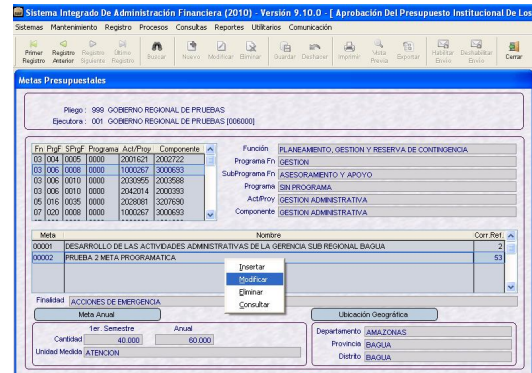 Sistema Integrado De Administración Financiera (2010) - Versión 9.10.0 - [ Aprobación Del Presupuesto Institucional De Los
Sistemas Mantenimiento Registro Procesos Consultas Reportes Utilitarios Comunicación
Primer Registro Registro Anterior Registro Siguiente Último Registro Buscar Nuevo Modificar Eliminar Guardar Deshacer Imprimir Vista Previa Exportar Habilitar Envío Deshabilitar Envío Cerrar
Metas Presupuestales
Pliego : 999 GOBIERNO REGIONAL DE PRUEBAS
Ejecutora : 001 GOBIERNO REGIONAL DE PRUEBAS [006000]
Fn PrgF SPrgF Programa Act/Proy Componente
03 004 0005 0000 2001621 2002722
03 006 0008 0000 1000267 3000693
03 006 0010 0000 2030955 2003588
03 006 0010 0000 2042014 2000393
05 016 0035 0000 2028081 3207690
07 020 0008 0000 1000267 3000693
Función PLANEAMIENTO, GESTION Y RESERVA DE CONTINGENCIA
Programa Fn GESTION
SubPrograma Fn ASESORAMIENTO Y APOYO
Programa SIN PROGRAMA
Act/Proy GESTION ADMINISTRATIVA
Componente GESTION ADMINISTRATIVA
Meta Nombre Corr.Ref.
00001 DESARROLLO DE LAS ACTIVIDADES ADMINISTRATIVAS DE LA GERENCIA SUB REGIONAL BAGUA 2
00002 PRUEBA 2 META PROGRAMATICA 53
Insertar
Modificar
Eliminar
Consultar
Finalidad ACCIONES DE EMERGENCIA
Meta Anual
1er. Semestre Anual
Cantidad 40.000 60.000
Unidad Medida ATENCION
Ubicación Geográfica
Departamento AMAZONAS
Provincia BAGUA
Distrito BAGUA